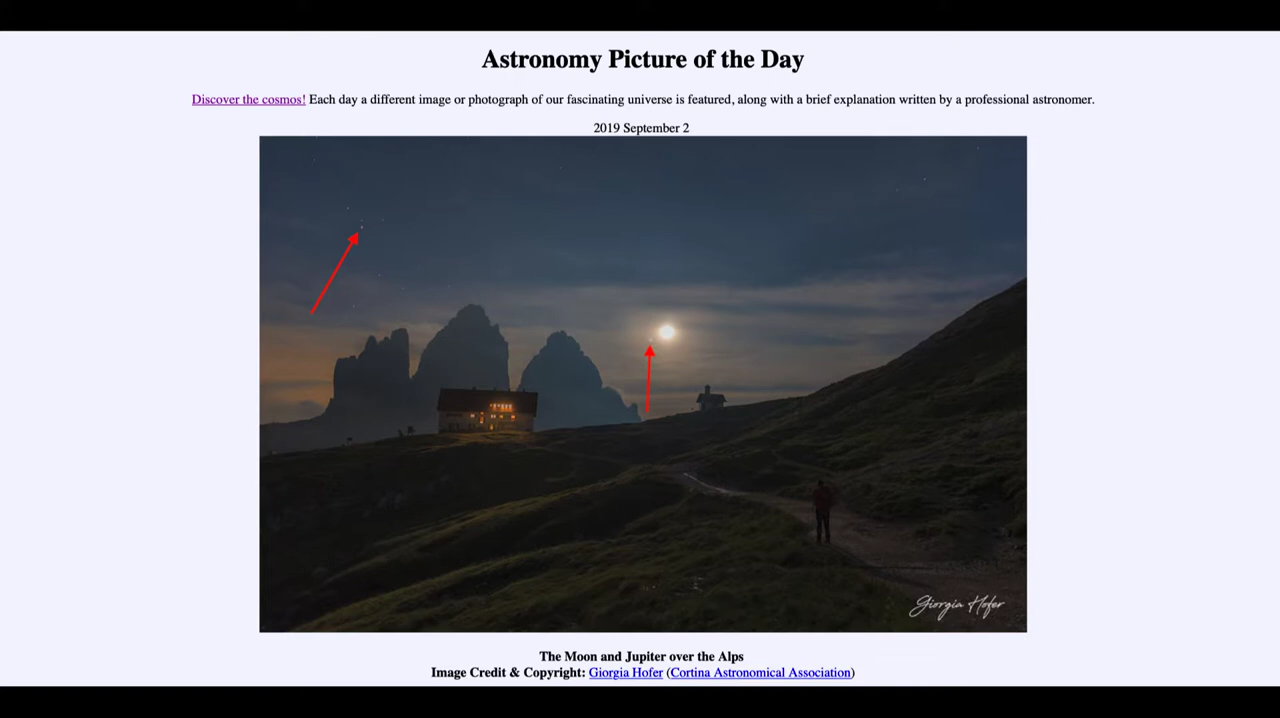 Astronomy Picture of the Day
Discover the cosmos! Each day a different image or photograph of our fascinating universe is featured, along with a brief explanation written by a professional astronomer.
2019 September 2
Giorgia Hofer
The Moon and Jupiter over the Alps
Image Credit & Copyright: Giorgia Hofer (Cortina Astronomical Association)